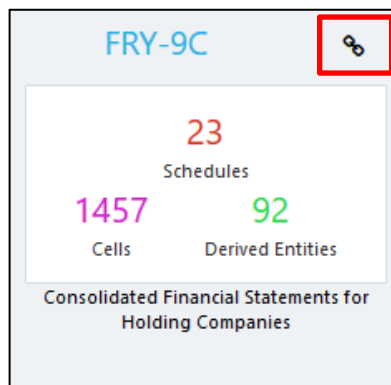 FRY-9C
23
Schedules
1457 92
Cells Derived Entities
Consolidated Financial Statements for
Holding Companies